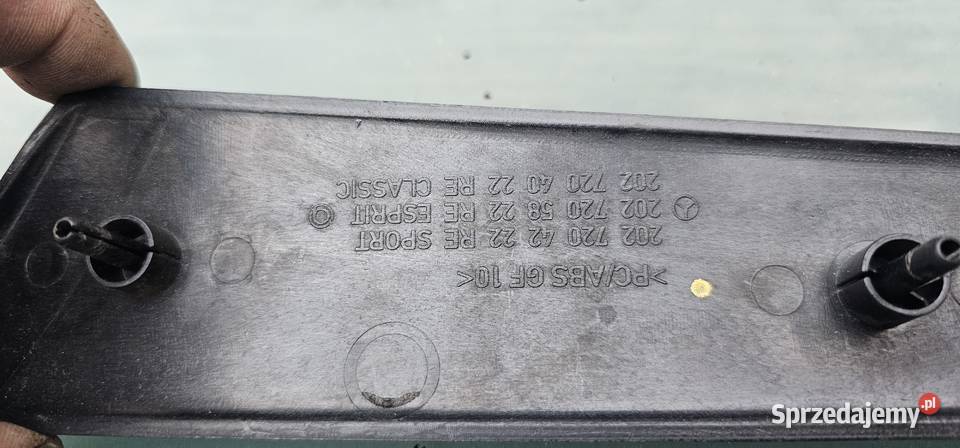 >PC/ABS GF 10<
202 720 42 22 RE SPORT
202 720 58 22 RE ESPRIT
202 720 40 22 RE CLASSIC
Sprzedajemy.pl